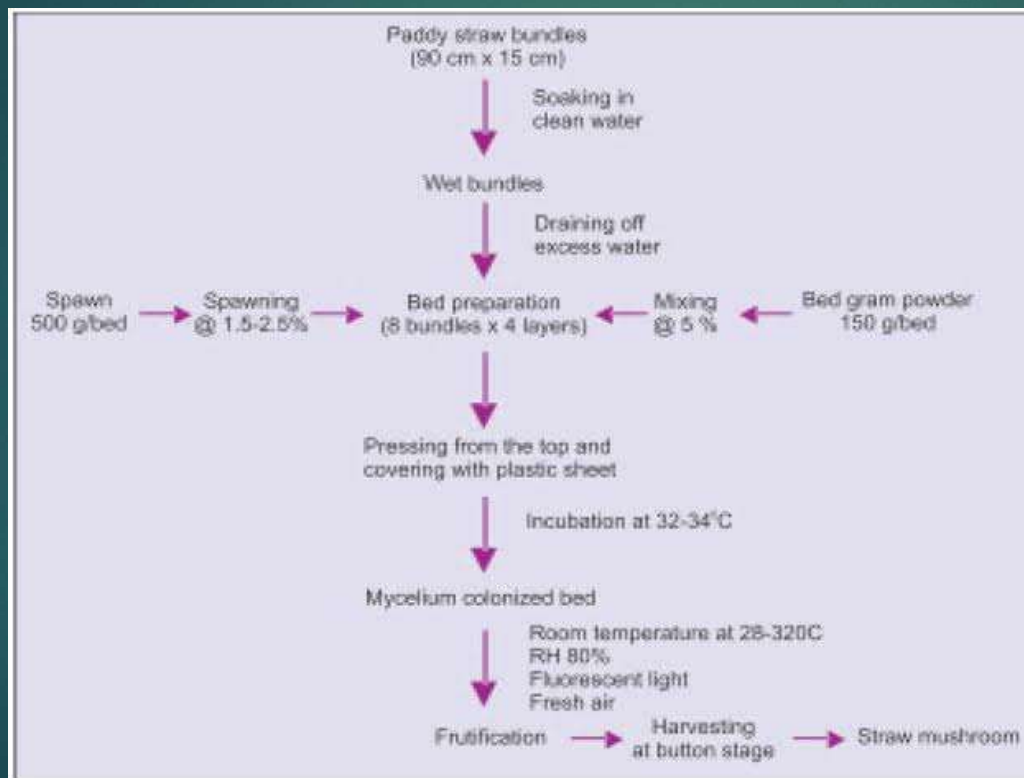 Paddy straw bundles
(90 cm x 15 cm)
Soaking in
clean water
Wet bundles
Draining off
excess water
Spawn
500 g/bed
Spawning
@ 1.5-2.5%
Bed preparation
(8 bundles x 4 layers)
Mixing
@ 5 %
Bed gram powder
150 g/bed
Pressing from the top and
covering with plastic sheet
Incubation at 32-34°C
Mycelium colonized bed
Room temperature at 28-320C
RH 80%
Fluorescent light
Fresh air
Frutification
Harvesting
at button stage
Straw mushroom